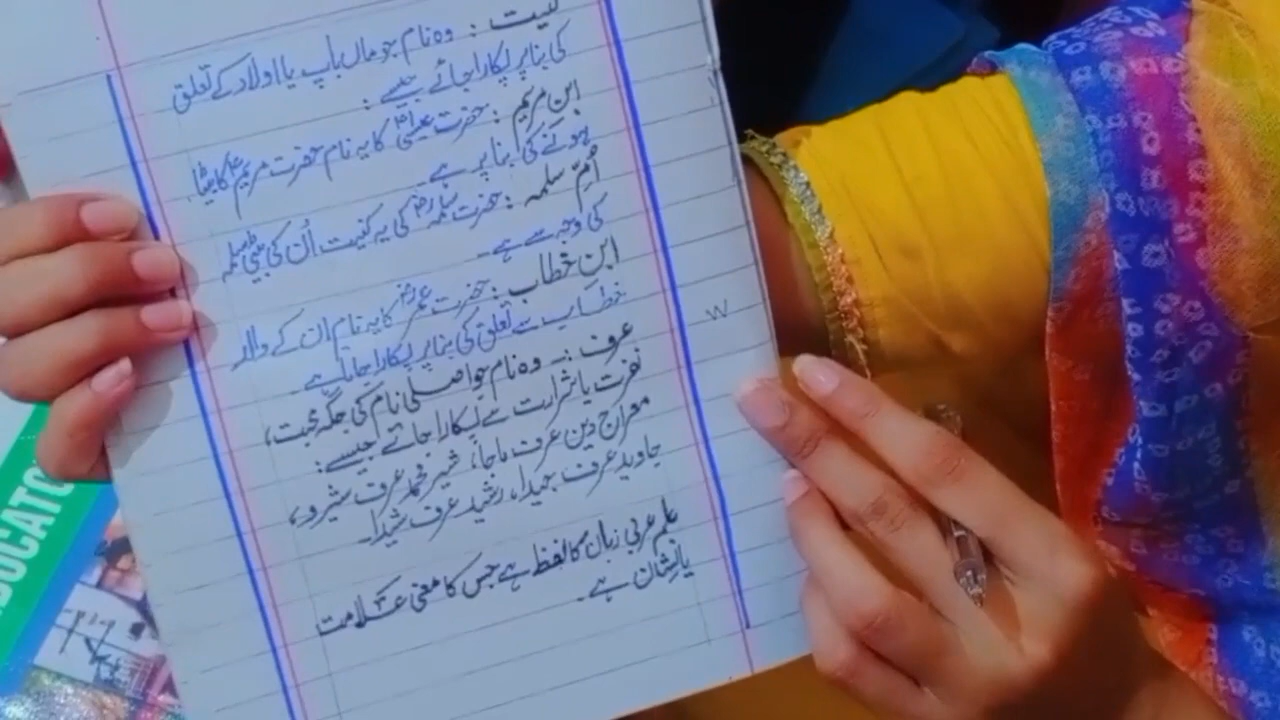 کنیت : وہ نام جو ماں باپ یا اولاد کے تعلق
کی بنا پر پکارا جائے جیسے :
ابن مریم : حضرت عیسیٰؑ کا یہ نام حضرت مریمؑ کا بیٹا
ہونے کی بنا پر ہے
اُمِّ سلمہ : حضرت سلمہؓ کی یہ کنیت اُن کی بیٹی سلمہ
کی وجہ سے ہے۔
ابن خطاب : حضرت عمرؓ کا یہ نام ان کے والد
خطاب سے تعلق کی بنا پر پکارا جاتا ہے۔
عرف :۔ وہ نام جو اصلی نام کی جگہ محبت،
نفرت یا شرارت سے پکارا جائے جیسے :
معراج دین عرف ماجا، شیر محمد عرف شیرو،
جاوید عرف جیدا، رشید عرف شیدا۔
علم عربی زبان کا لفظ ہے جس کا معنی علامت
یا نشان ہے۔
W